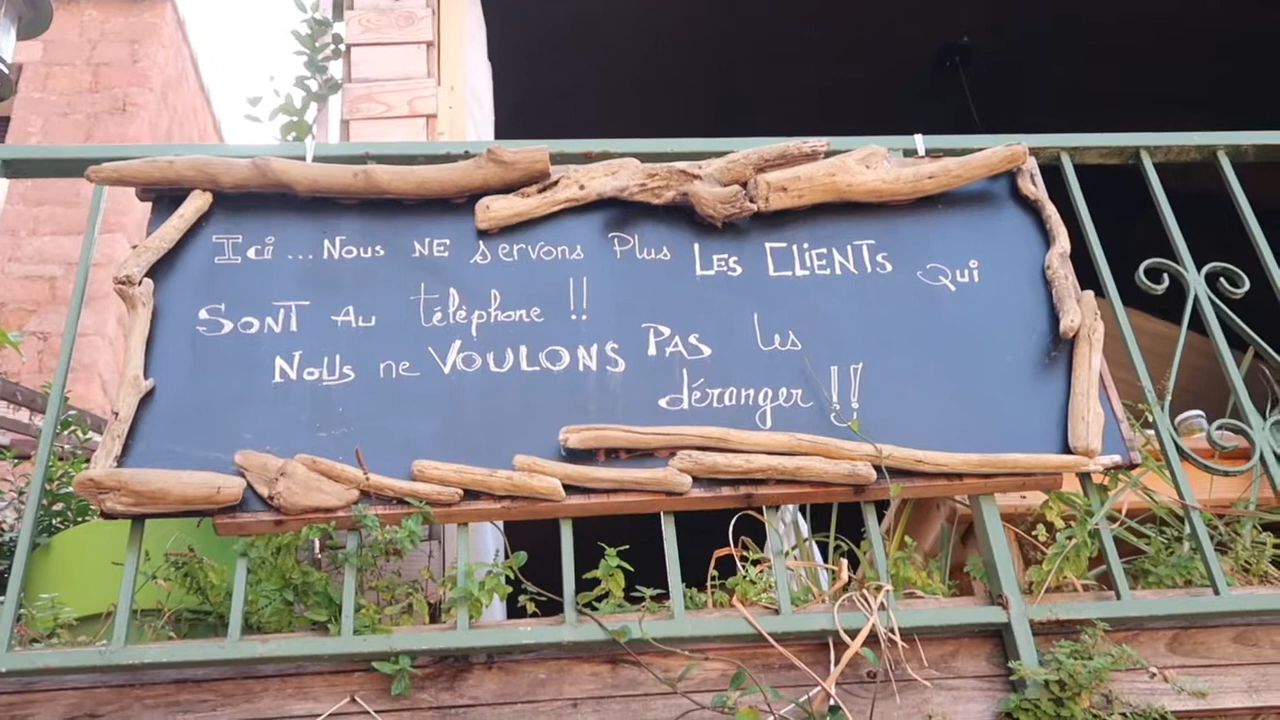 Ici... Nous NE servons Plus LES CLIENTS Qui
SONT Au téléphone !!
Nous ne VOULONS PAS les
déranger !!